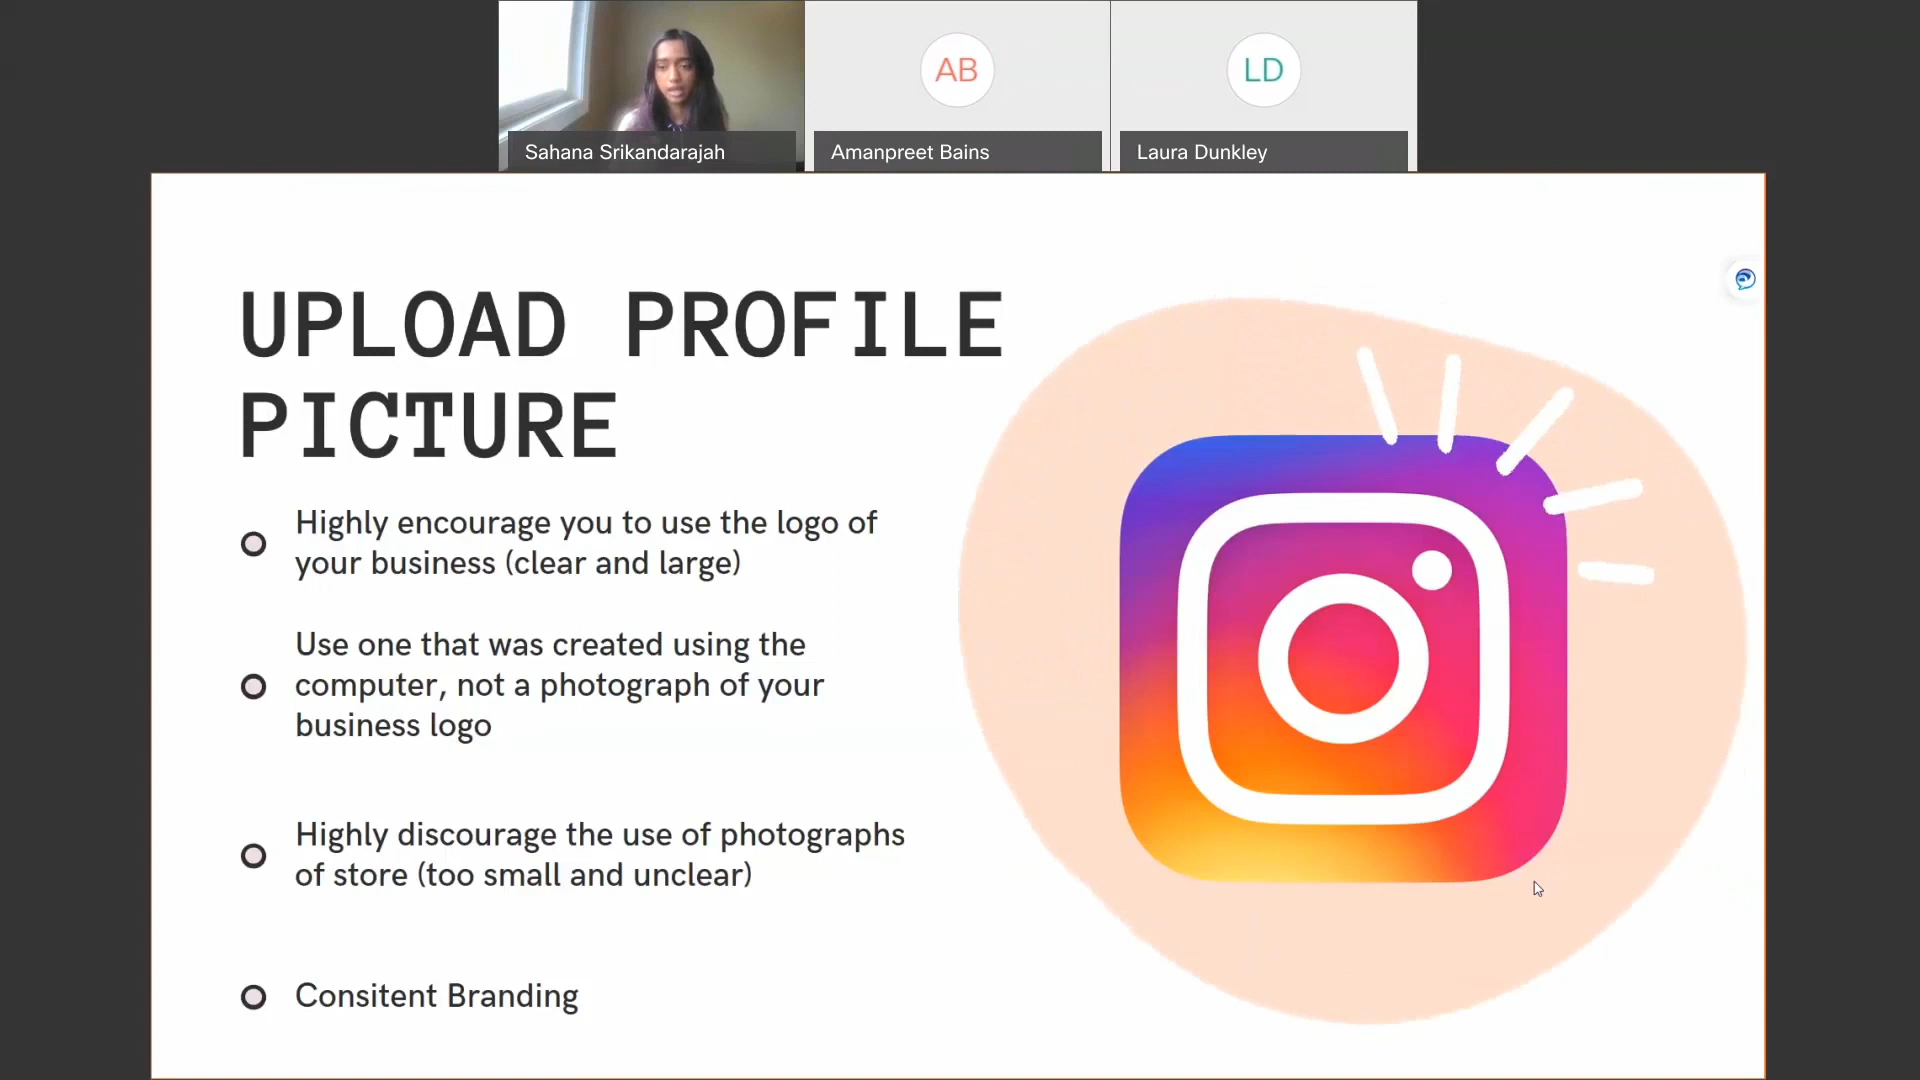 AB
LD
Sahana Srikandarajah
Amanpreet Bains
Laura Dunkley
UPLOAD PROFILE
PICTURE
Highly encourage you to use the logo of
your business (clear and large)
Use one that was created using the
computer, not a photograph of your
business logo
Highly discourage the use of photographs
of store (too small and unclear)
Consitent Branding